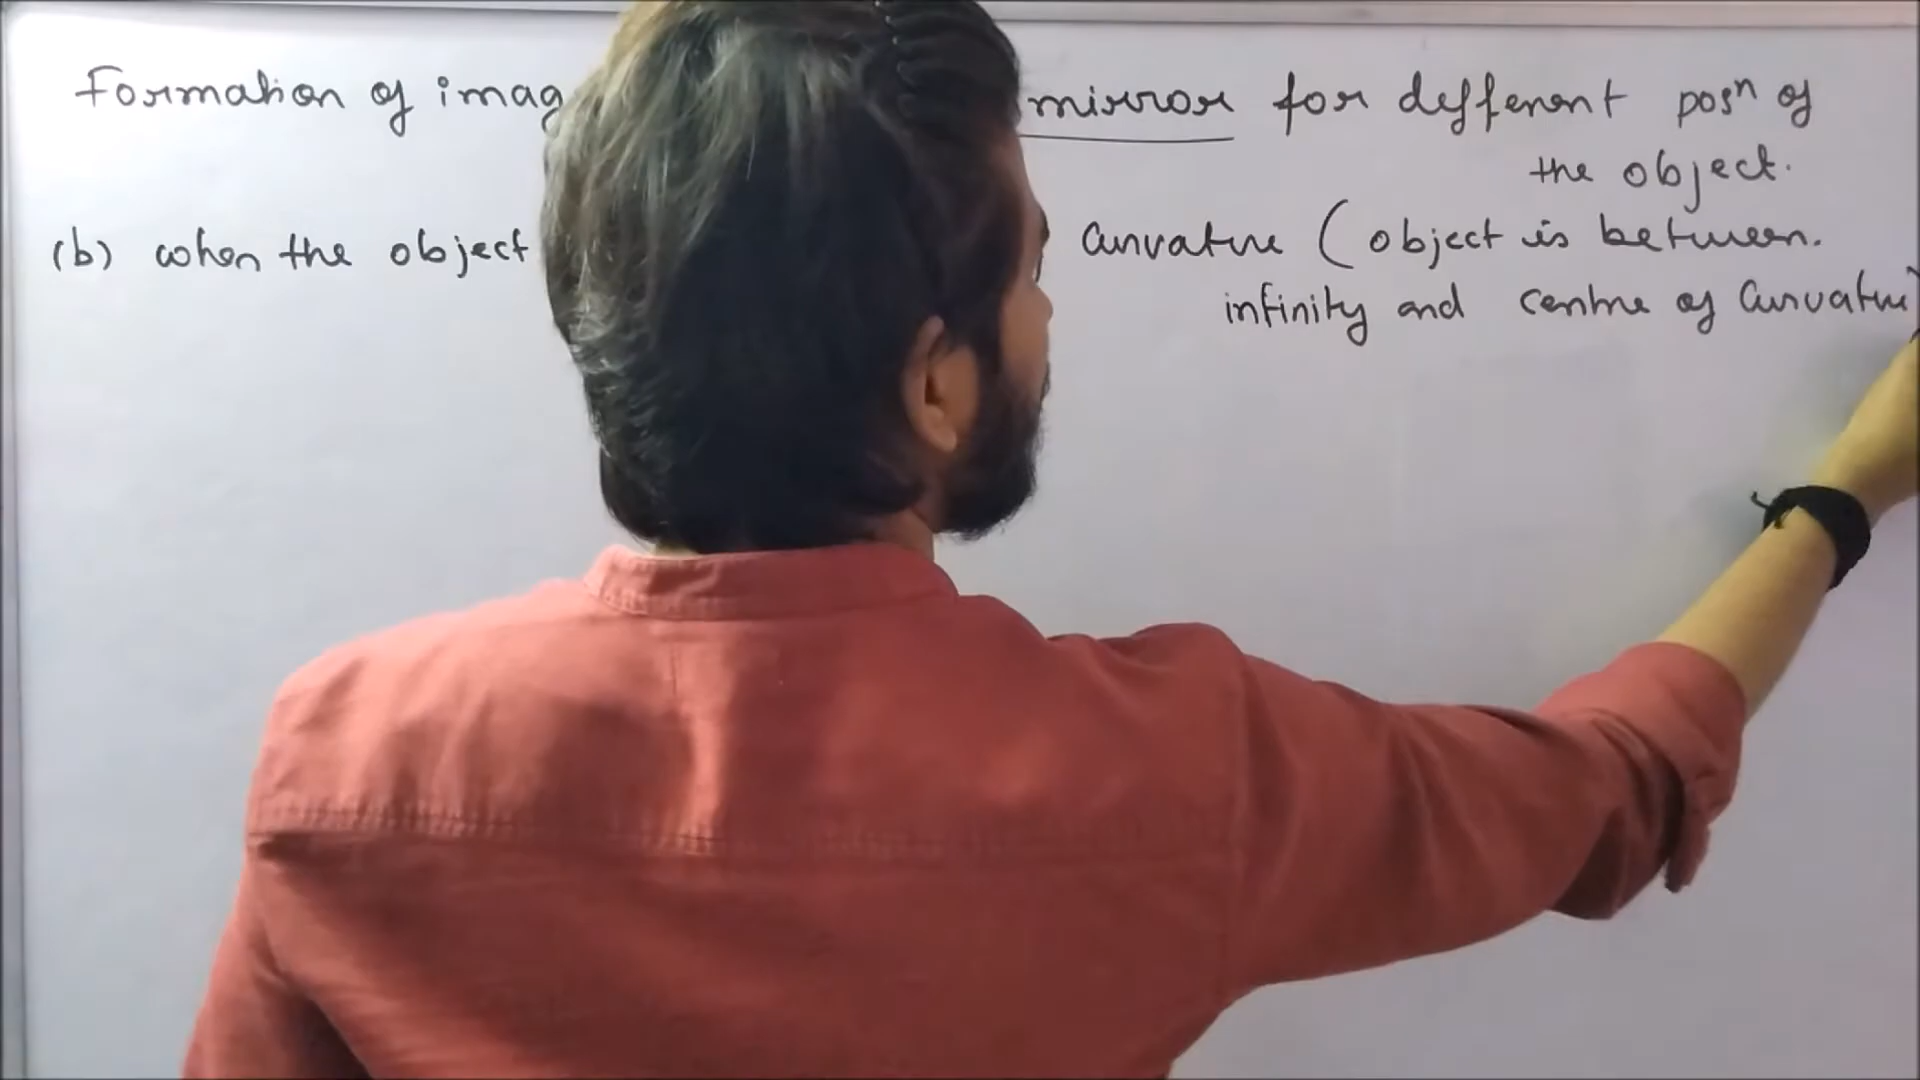 Formation of imag mirror for defferent posⁿ of
the object.
(b) when the object curvature (object is between.
infinity and centre of Curvature)